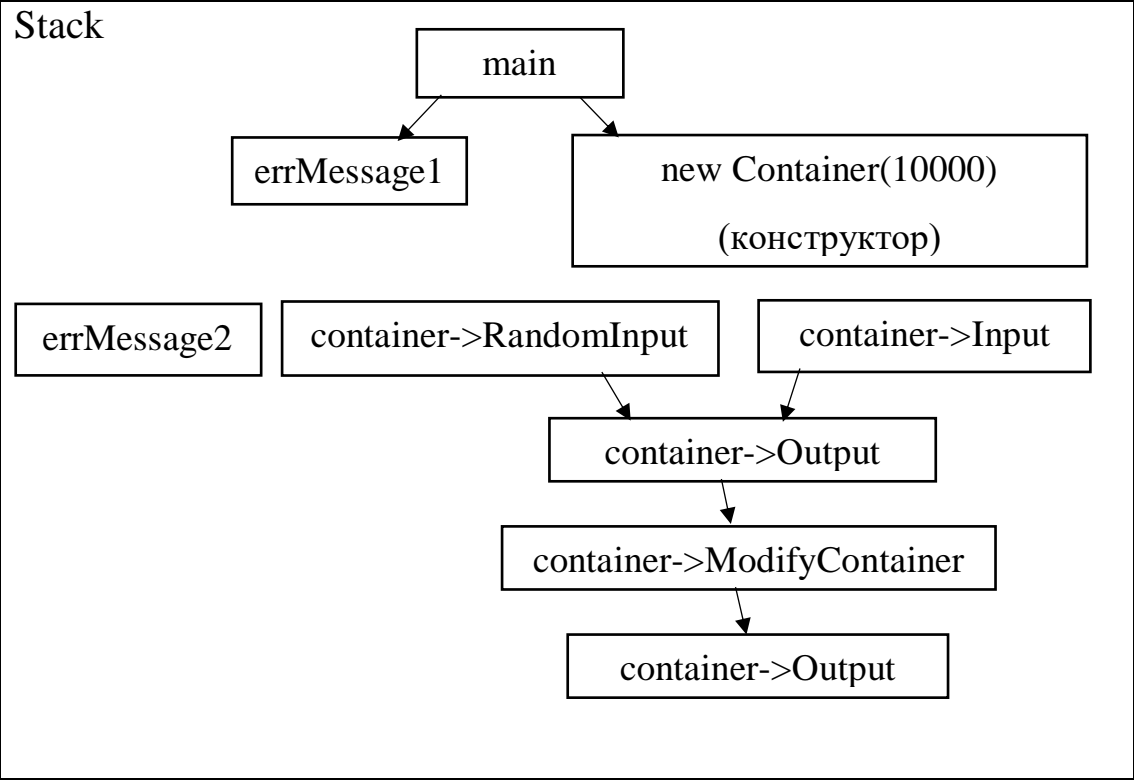 Stack
main
errMessage1
new Container(10000)
(конструктор)
errMessage2
container->RandomInput
container->Input
container->Output
container->ModifyContainer
container->Output